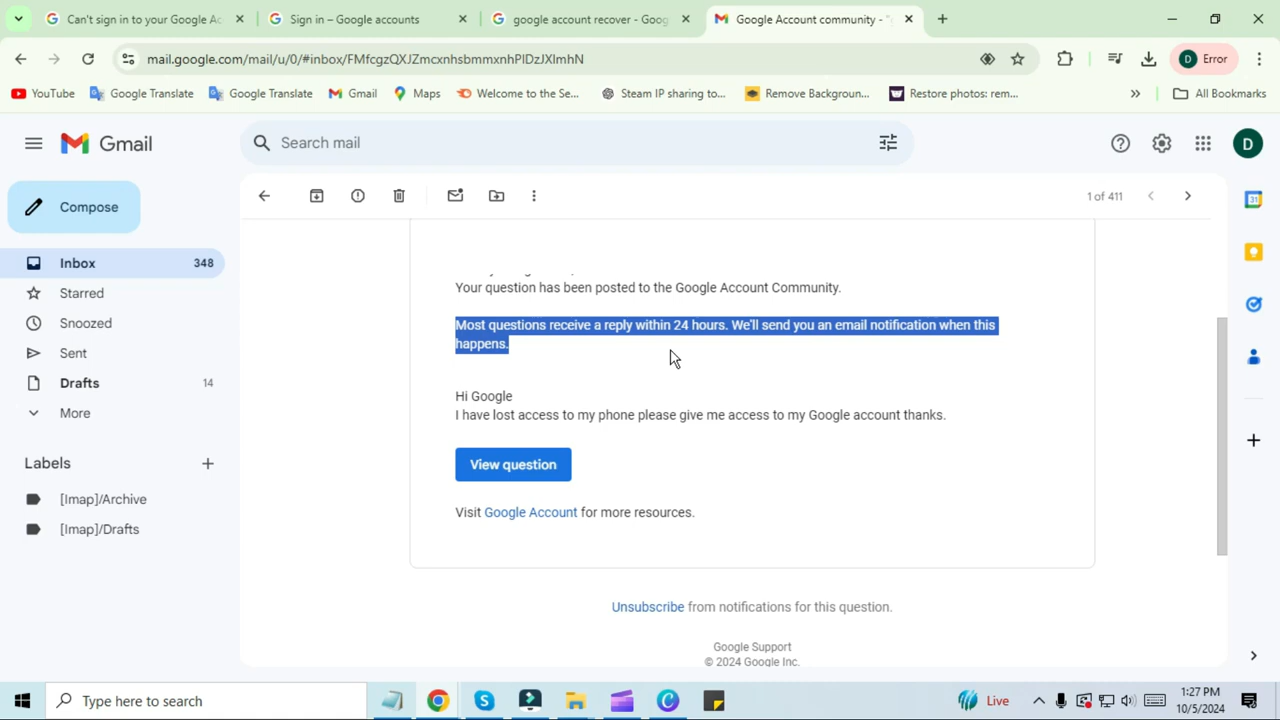 Can't sign in to your Google Ac
Sign in – Google accounts
google account recover - Goog
Google Account community - "
mail.google.com/mail/u/0/#inbox/FMfcgzQXJZmcxnhsbmmxnhPlDzJXlmhN
D
Error
YouTube
Google Translate
Google Translate
Gmail
Maps
Welcome to the Se...
Steam IP sharing to...
Remove Backgroun...
Restore photos: rem...
All Bookmarks
Gmail
Search mail
D
Compose
1 of 411
Inbox 348
Starred
Snoozed
Sent
Drafts 14
More
Labels
[Imap]/Archive
[Imap]/Drafts
Your question has been posted to the Google Account Community.
Most questions receive a reply within 24 hours. We'll send you an email notification when this
happens.
Hi Google
I have lost access to my phone please give me access to my Google account thanks.
View question
Visit Google Account for more resources.
Unsubscribe from notifications for this question.
Google Support
© 2024 Google Inc.
31
Type here to search
Live
1:27 PM
10/5/2024